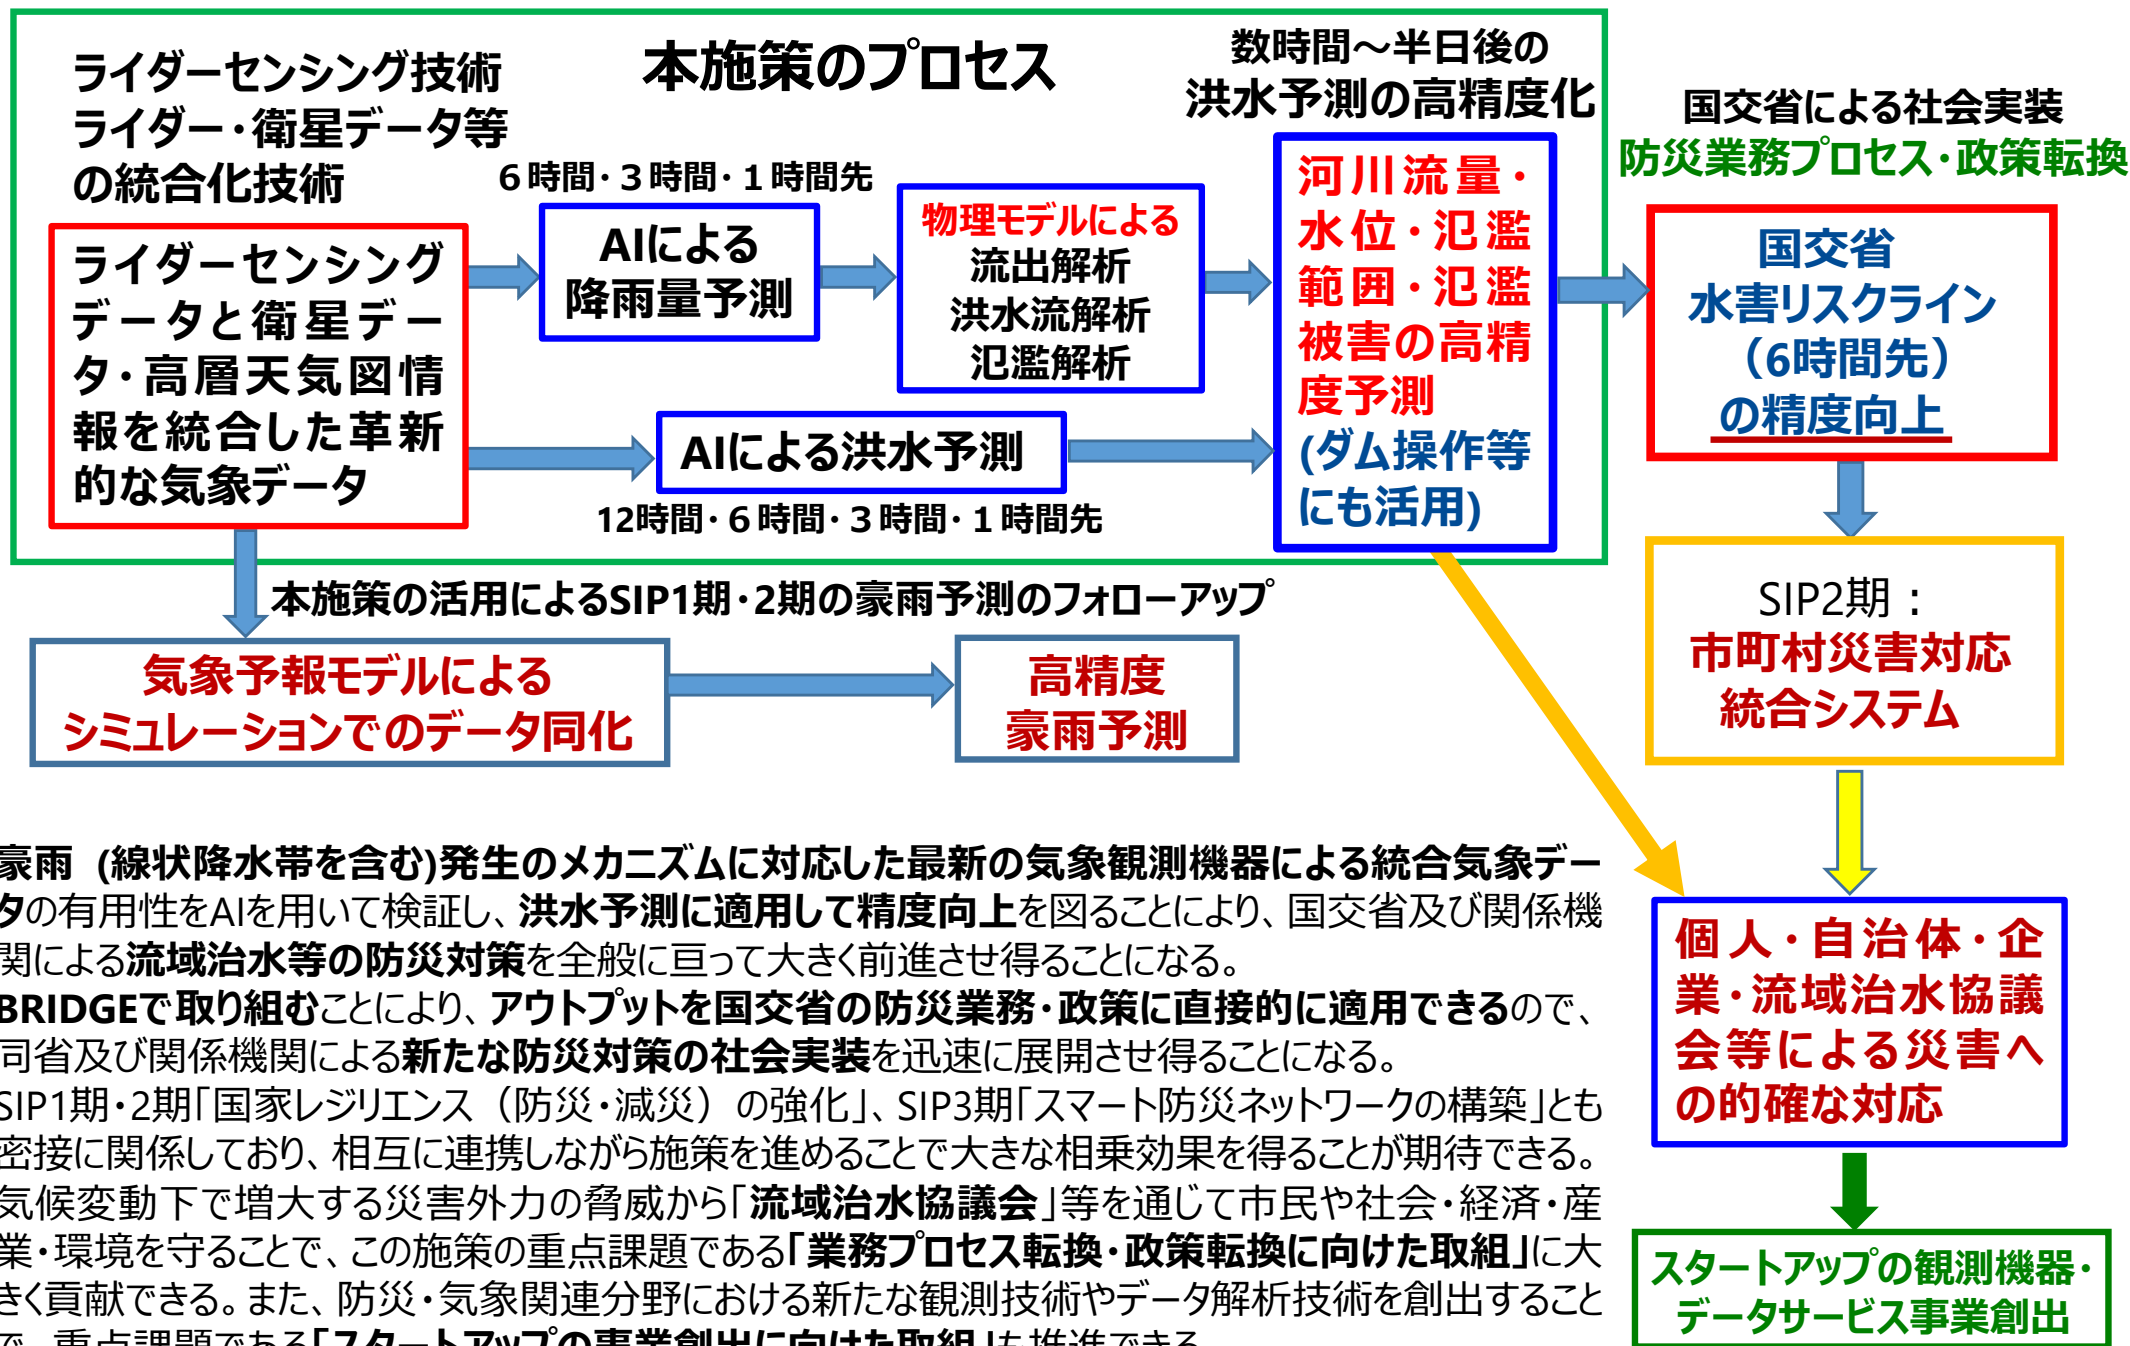 本施策のプロセス
ライダーセンシング技術
ライダー・衛星データ等
の統合化技術
ライダーセンシング
データと衛星デー
タ・高層天気図情
報を統合した革新
的な気象データ
6時間・3時間・1時間先
AIによる
降雨量予測
物理モデルによる
流出解析
洪水流解析
氾濫解析
AIによる洪水予測
12時間・6時間・3時間・1時間先
数時間～半日後の
洪水予測の高精度化
河川流量・
水位・氾濫
範囲・氾濫
被害の高精
度予測
(ダム操作等
にも活用)
国交省による社会実装
防災業務プロセス・政策転換
国交省
水害リスクライン
（6時間先）
の精度向上
本施策の活用によるSIP1期・2期の豪雨予測のフォローアップ
気象予報モデルによる
シミュレーションでのデータ同化
高精度
豪雨予測
SIP2期：
市町村災害対応
統合システム
個人・自治体・企
業・流域治水協議
会等による災害へ
の的確な対応
スタートアップの観測機器・
データサービス事業創出
豪雨 (線状降水帯を含む)発生のメカニズムに対応した最新の気象観測機器による統合気象デー
タの有用性をAIを用いて検証し、洪水予測に適用して精度向上を図ることにより、国交省及び関係機
関による流域治水等の防災対策を全般に亘って大きく前進させ得ることになる。
BRIDGEで取り組むことにより、アウトプットを国交省の防災業務・政策に直接的に適用できるので、
同省及び関係機関による新たな防災対策の社会実装を迅速に展開させ得ることになる。
SIP1期・2期「国家レジリエンス（防災・減災）の強化」、SIP3期「スマート防災ネットワークの構築」とも
密接に関係しており、相互に連携しながら施策を進めることで大きな相乗効果を得ることが期待できる。
気候変動下で増大する災害外力の脅威から「流域治水協議会」等を通じて市民や社会・経済・産
業・環境を守ることで、この施策の重点課題である「業務プロセス転換・政策転換に向けた取組」に大
きく貢献できる。また、防災・気象関連分野における新たな観測技術やデータ解析技術を創出すること
で、重点課題である「スタートアップの事業創出に向けた取組」も推進できる。